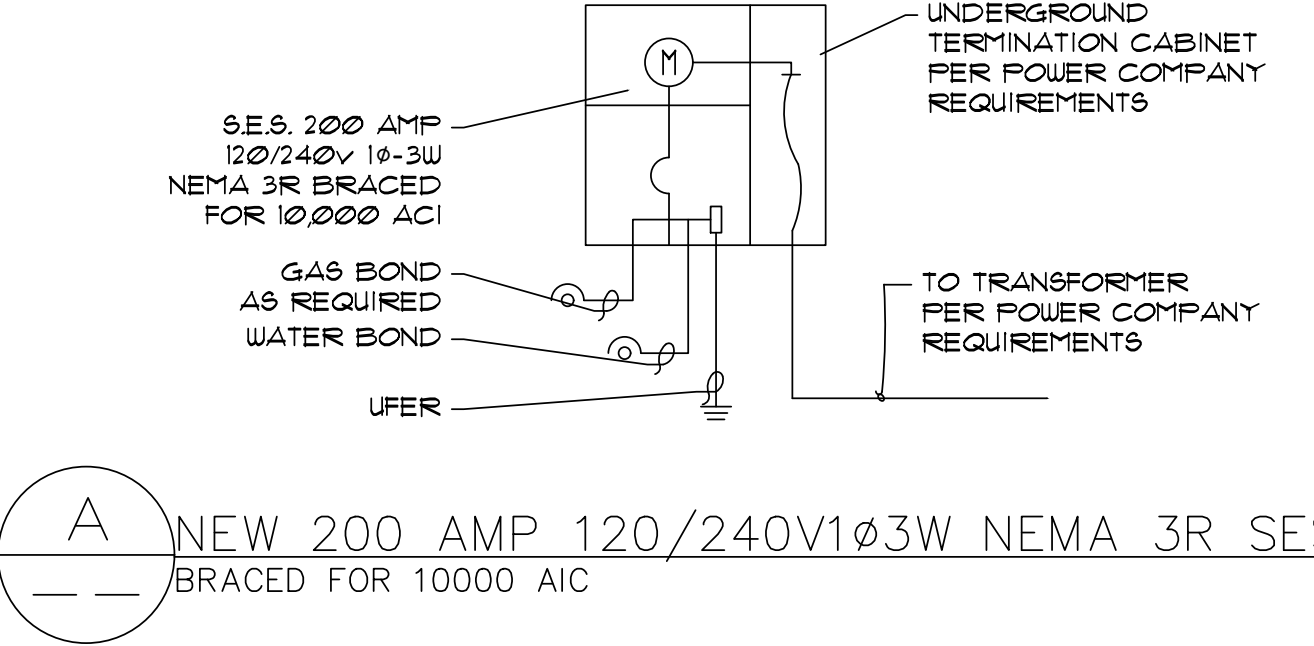 UNDERGROUND
TERMINATION CABINET
PER POWER COMPANY
REQUIREMENTS
M
S.E.S. 200 AMP
120/240v 1ϕ-3W
NEMA 3R BRACED
FOR 10,000 ACI
GAS BOND
AS REQUIRED
WATER BOND
UFER
TO TRANSFORMER
PER POWER COMPANY
REQUIREMENTS
A
NEW 200 AMP 120/240V1ø3W NEMA 3R SES
BRACED FOR 10000 AIC